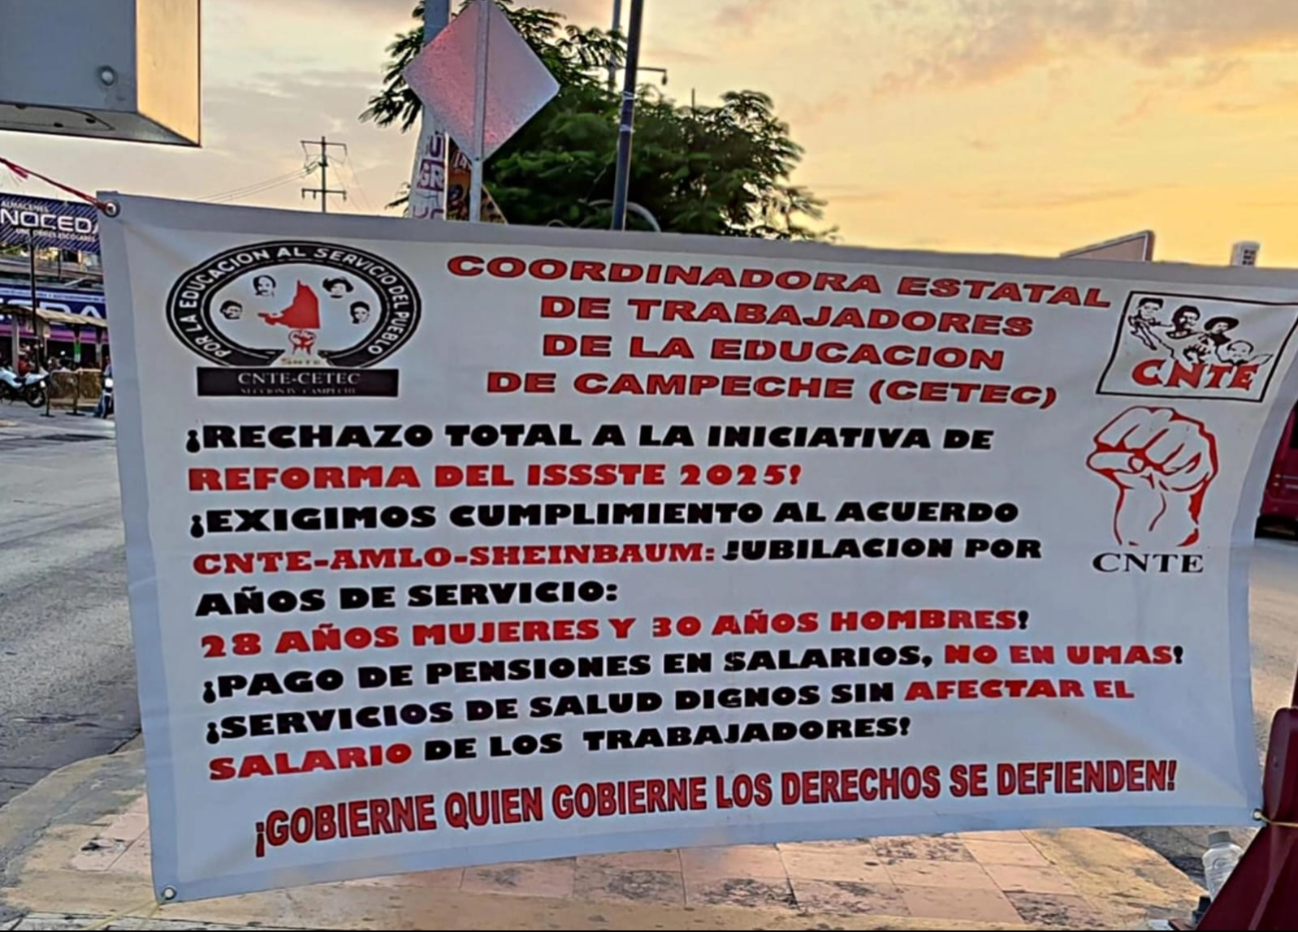 ALMACENES
NOCEDA
POR LA EDUCACION AL SERVICIO DEL PUEBLO
SNTE
CNTE-CETEC
COORDINADORA ESTATAL
DE TRABAJADORES
DE LA EDUCACION
DE CAMPECHE (CETEC)
CNTE
CNTE
¡RECHAZO TOTAL A LA INICIATIVA DE
REFORMA DEL ISSSTE 2025!
¡EXIGIMOS CUMPLIMIENTO AL ACUERDO
CNTE-AMLO-SHEINBAUM: JUBILACION POR
AÑOS DE SERVICIO:
28 AÑOS MUJERES Y 30 AÑOS HOMBRES!
¡PAGO DE PENSIONES EN SALARIOS, NO EN UMAS!
¡SERVICIOS DE SALUD DIGNOS SIN AFECTAR EL
SALARIO DE LOS TRABAJADORES!
¡GOBIERNE QUIEN GOBIERNE LOS DERECHOS SE DEFIENDEN!